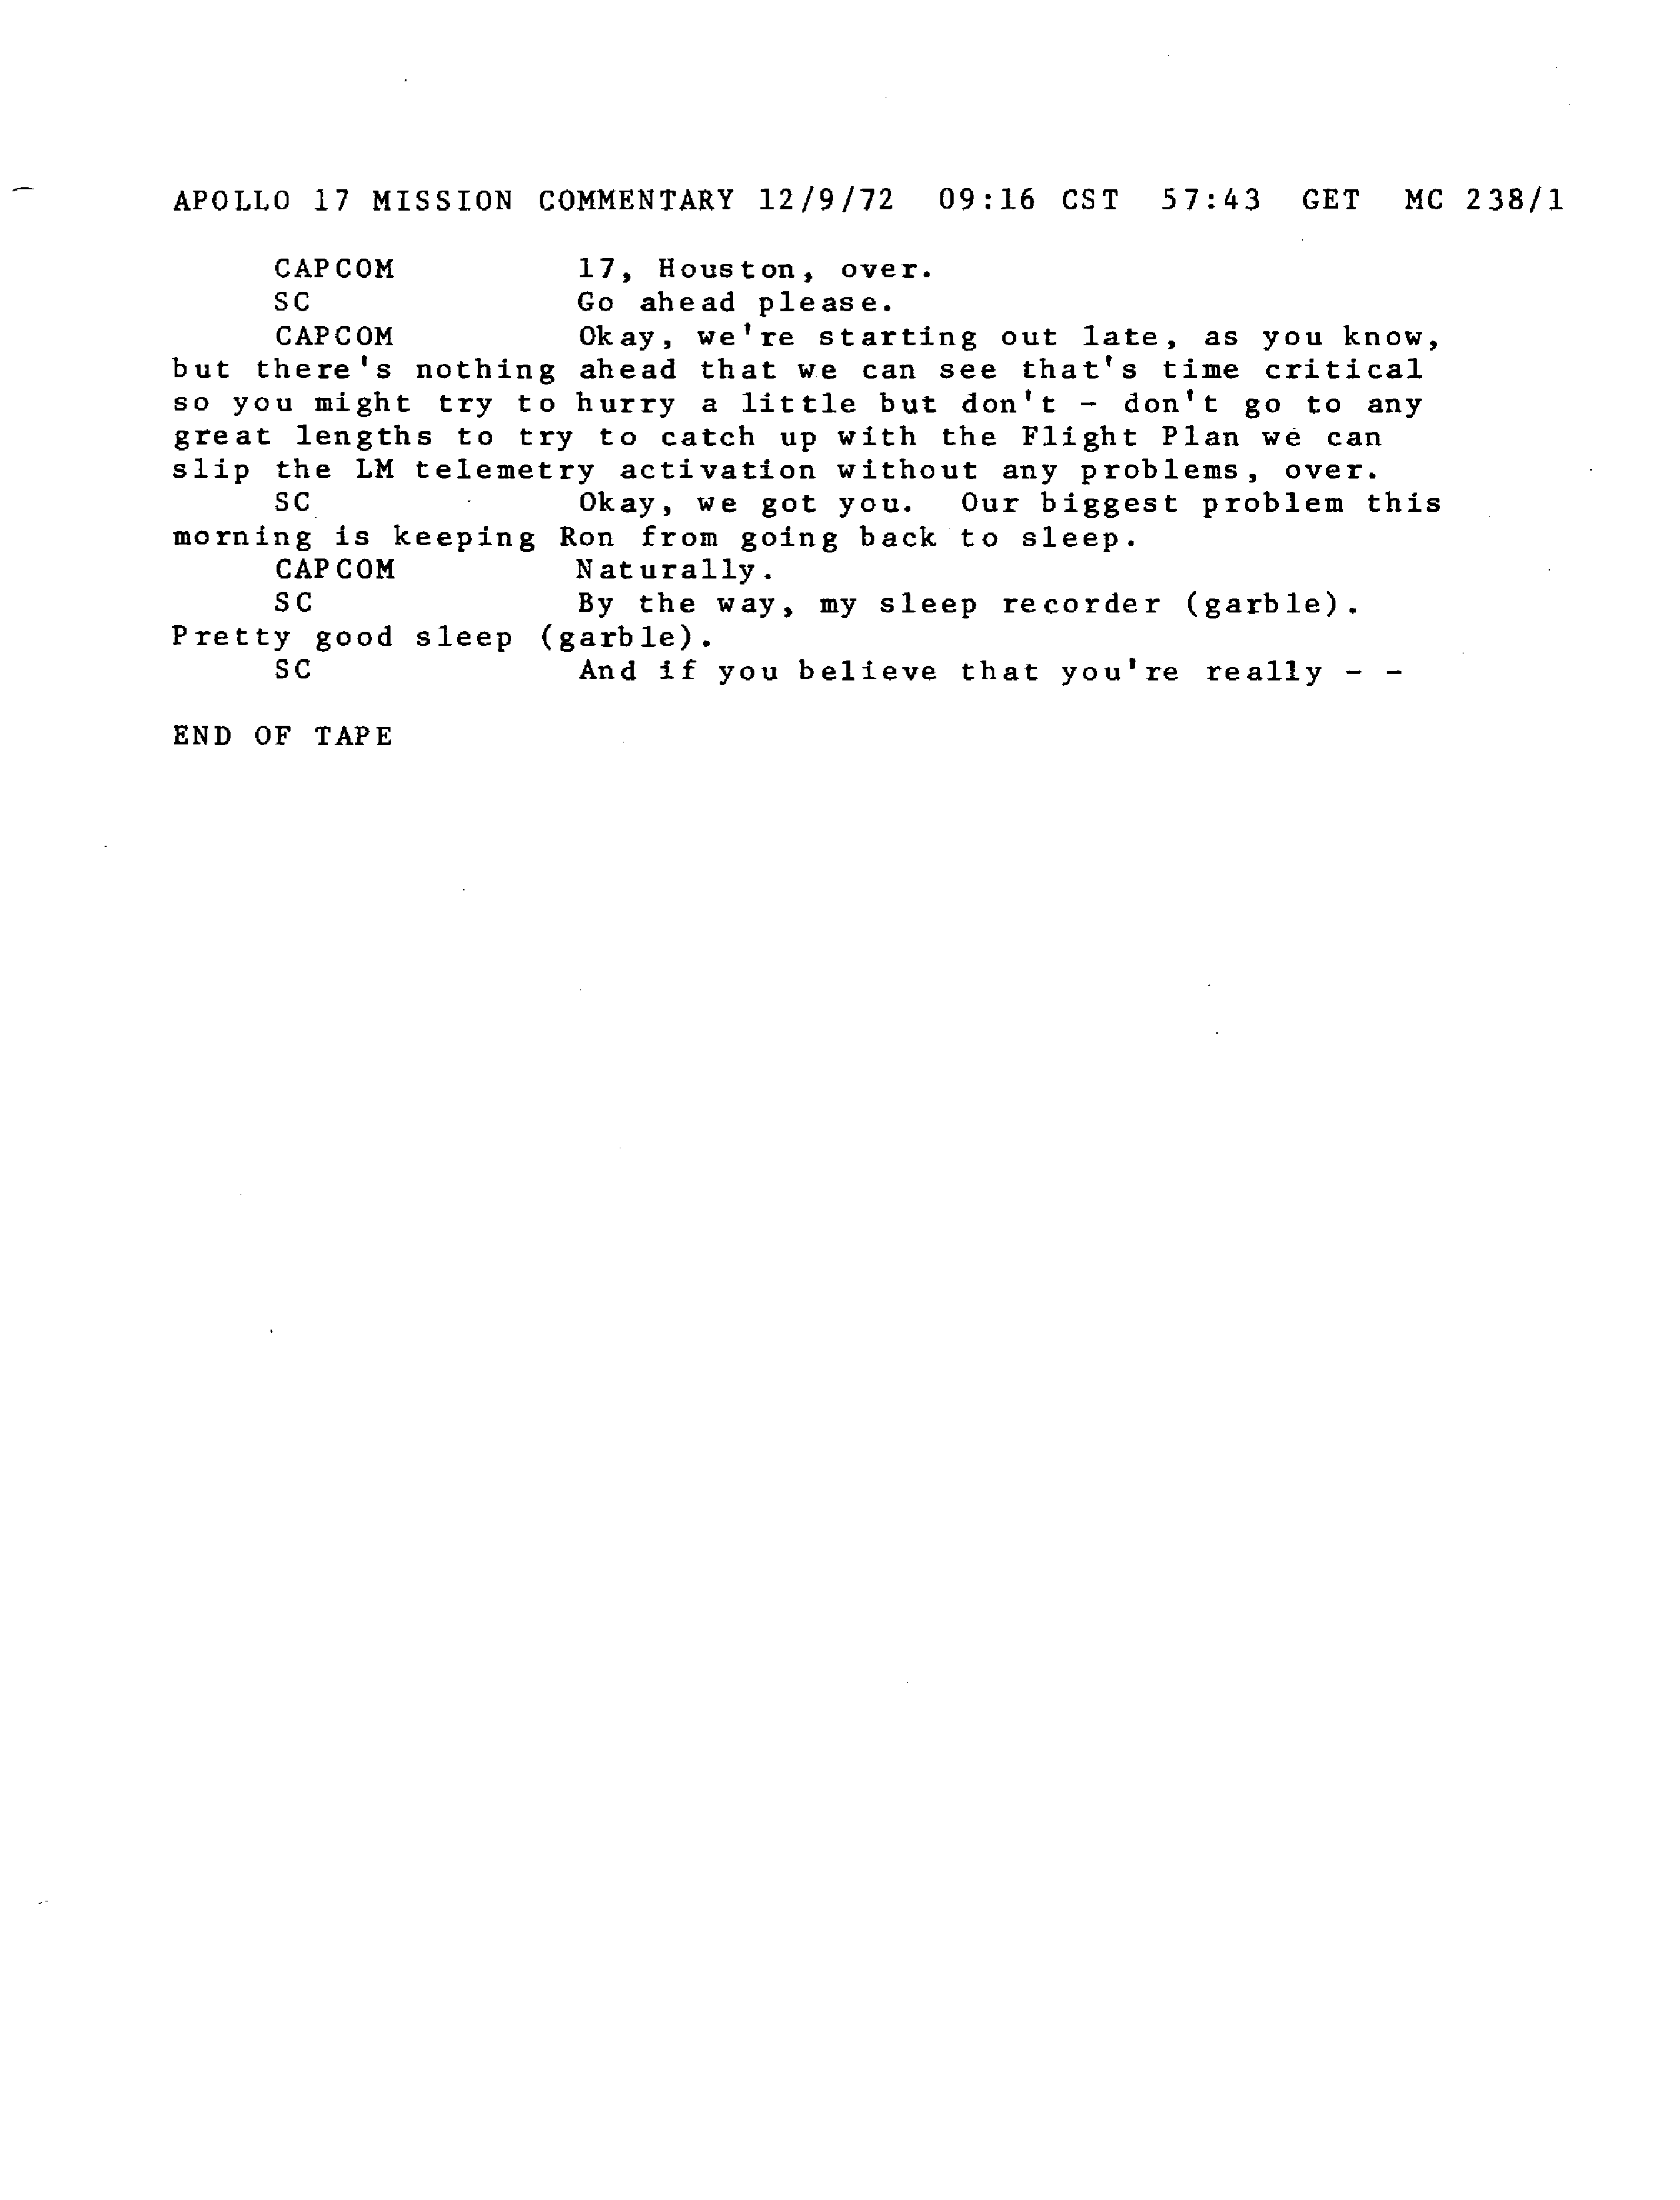 APOLLO 17 MISSION COMMENTARY 12/9/72 09:16 CST 57:43 GET MC 238/1
CAPCOM 17, Houston, over.
SC Go ahead please.
CAPCOM Okay, we're starting out late, as you know,
but there's nothing ahead that we can see that's time critical
so you might try to hurry a little but don't - don't go to any
great lengths to try to catch up with the Flight Plan we can
slip the LM telemetry activation without any problems, over.
SC Okay, we got you. Our biggest problem this
morning is keeping Ron from going back to sleep.
CAPCOM Naturally.
SC By the way, my sleep recorder (garble).
Pretty good sleep (garble).
SC And if you believe that you're really - -
END OF TAPE